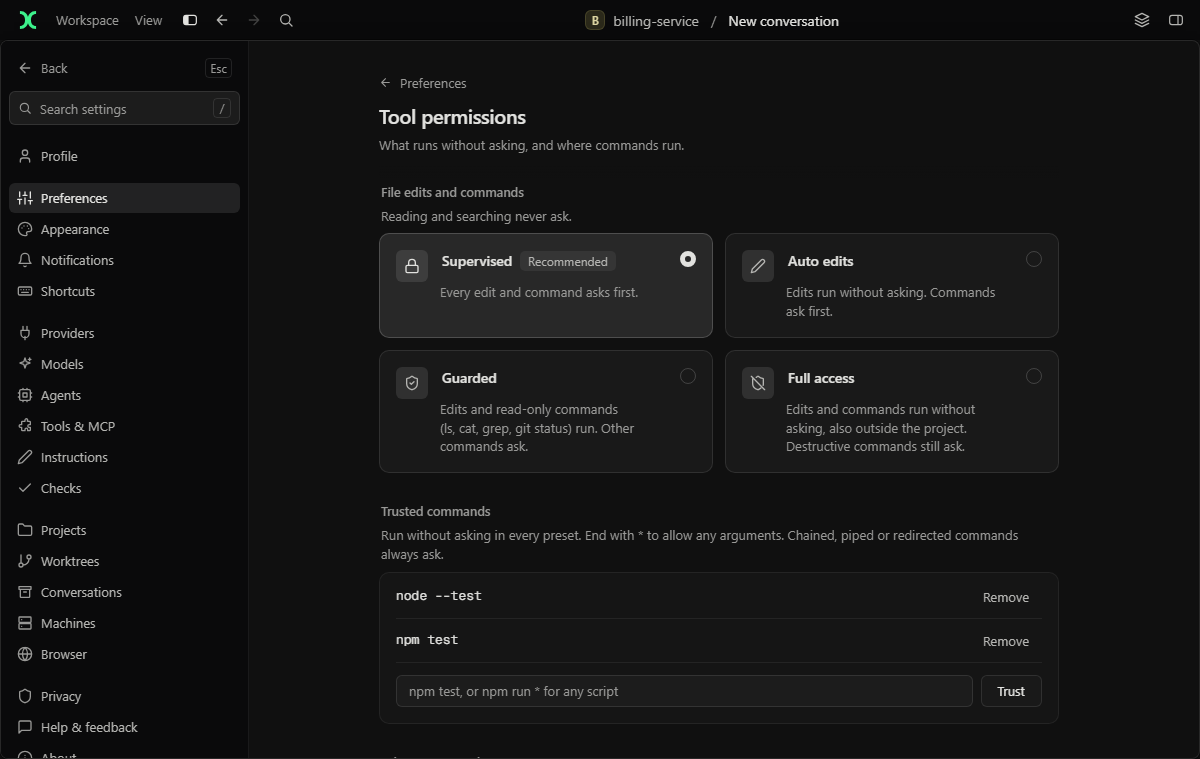 Workspace View
B billing-service / New conversation
Back Esc
Search settings /
Profile
Preferences
Appearance
Notifications
Shortcuts
Providers
Models
Agents
Tools & MCP
Instructions
Checks
Projects
Worktrees
Conversations
Machines
Browser
Privacy
Help & feedback
About
Preferences
Tool permissions
What runs without asking, and where commands run.
File edits and commands
Reading and searching never ask.
Supervised Recommended
Every edit and command asks first.
Auto edits
Edits run without asking. Commands
ask first.
Guarded
Edits and read-only commands
(ls, cat, grep, git status) run. Other
commands ask.
Full access
Edits and commands run without
asking, also outside the project.
Destructive commands still ask.
Trusted commands
Run without asking in every preset. End with * to allow any arguments. Chained, piped or redirected commands
always ask.
node --test Remove
npm test Remove
npm test, or npm run * for any script Trust